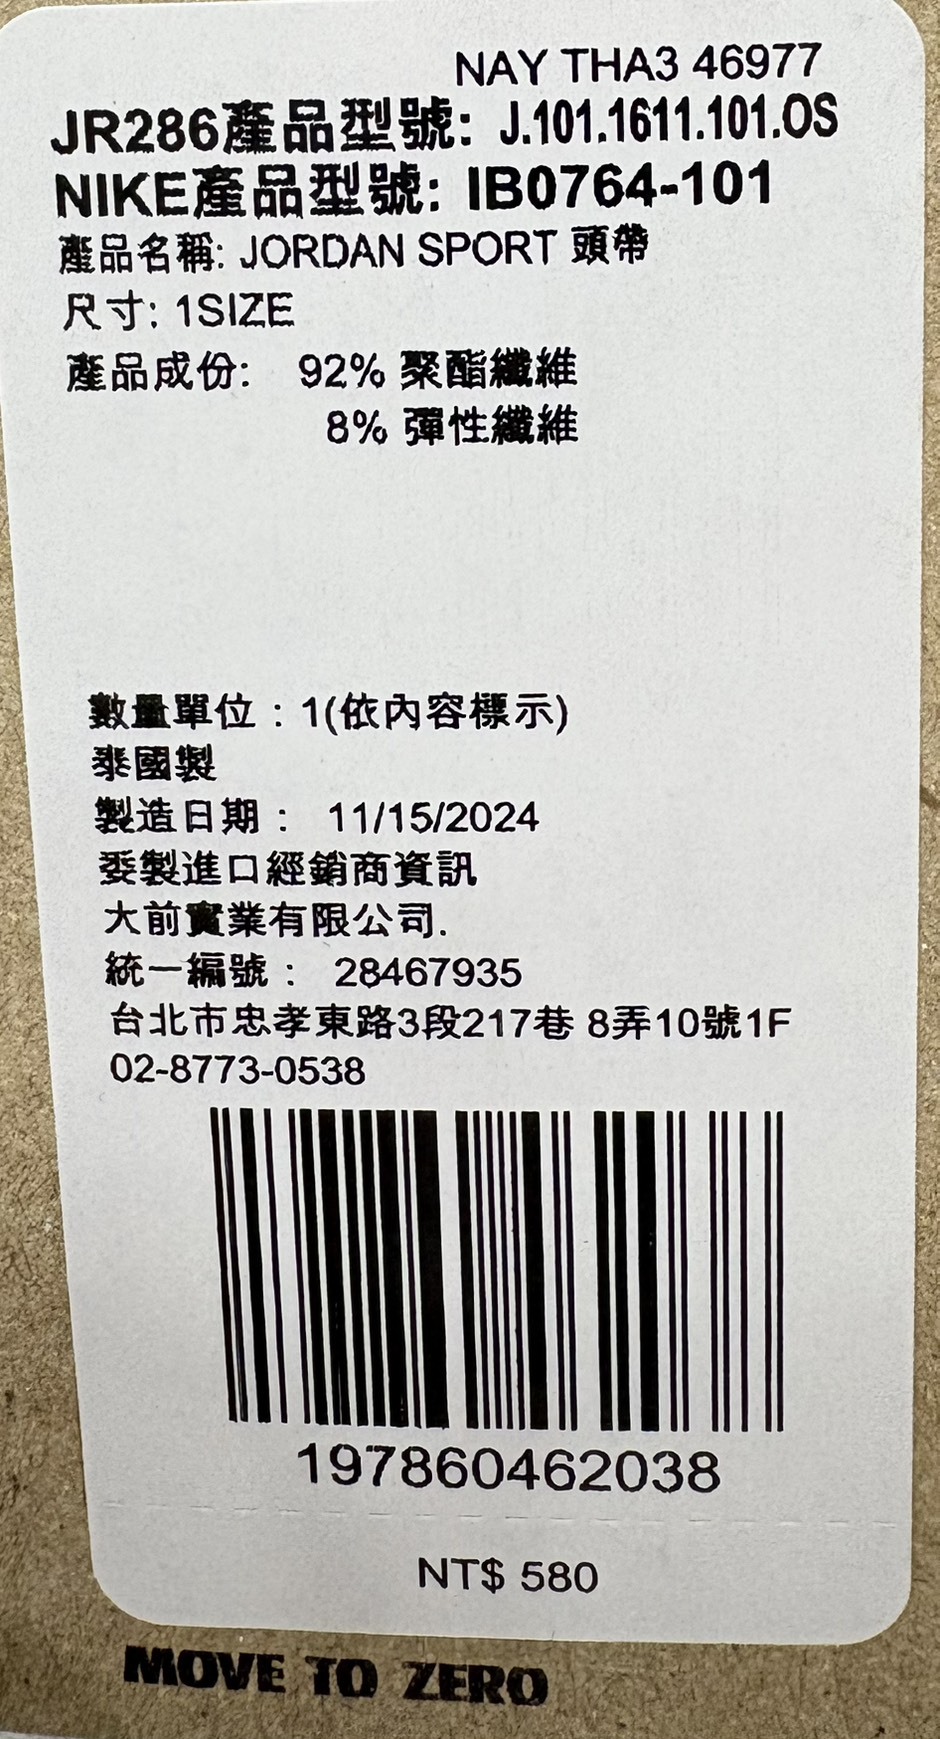 NAY THA3 46977
JR286產品型號: J.101.1611.101.OS
NIKE產品型號: IB0764-101
產品名稱: JORDAN SPORT 頭帶
尺寸: 1SIZE
產品成份: 92% 聚酯纖維
8% 彈性纖維
數量單位：1(依內容標示)
泰國製
製造日期： 11/15/2024
委製進口經銷商資訊
大前實業有限公司.
統一編號： 28467935
台北市忠孝東路3段217巷 8弄10號1F
02-8773-0538
197860462038
NT$ 580
MOVE TO ZERO